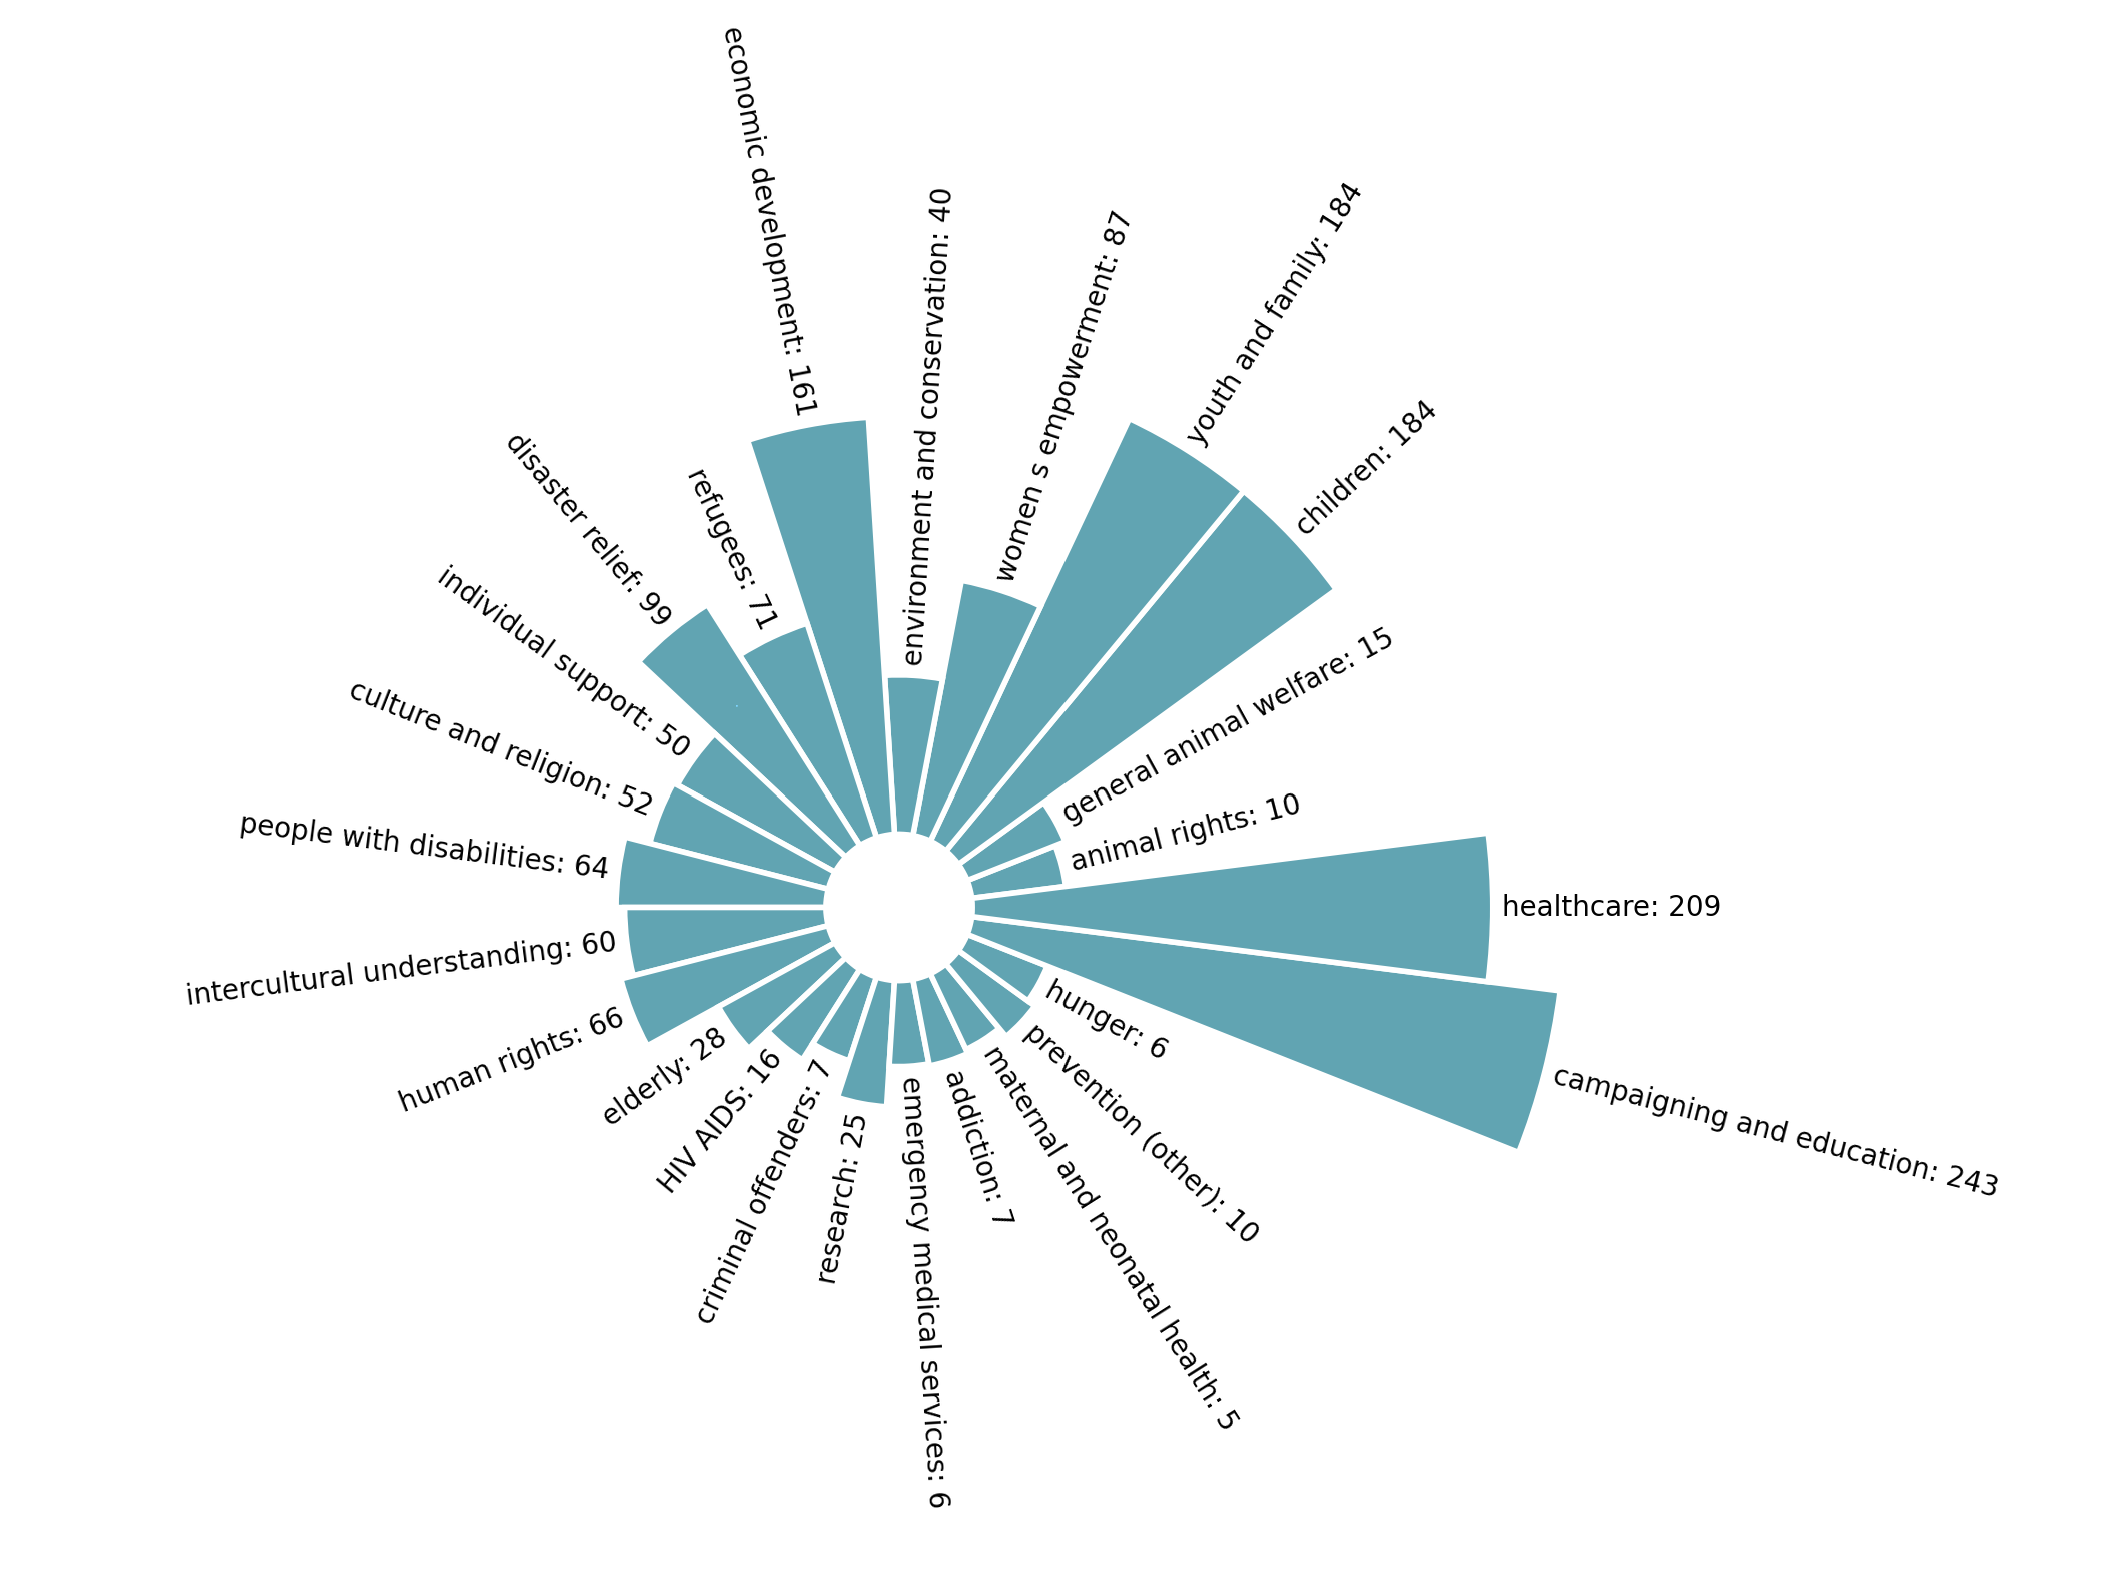 economic development: 161
environment and conservation: 40
women s empowerment: 87
youth and family: 184
children: 184
general animal welfare: 15
animal rights: 10
healthcare: 209
campaigning and education: 243
hunger: 6
prevention (other): 10
maternal and neonatal health: 5
addiction: 7
emergency medical services: 6
research: 25
criminal offenders: 7
HIV AIDS: 16
elderly: 28
human rights: 66
intercultural understanding: 60
people with disabilities: 64
culture and religion: 52
individual support: 50
disaster relief: 99
refugees: 71